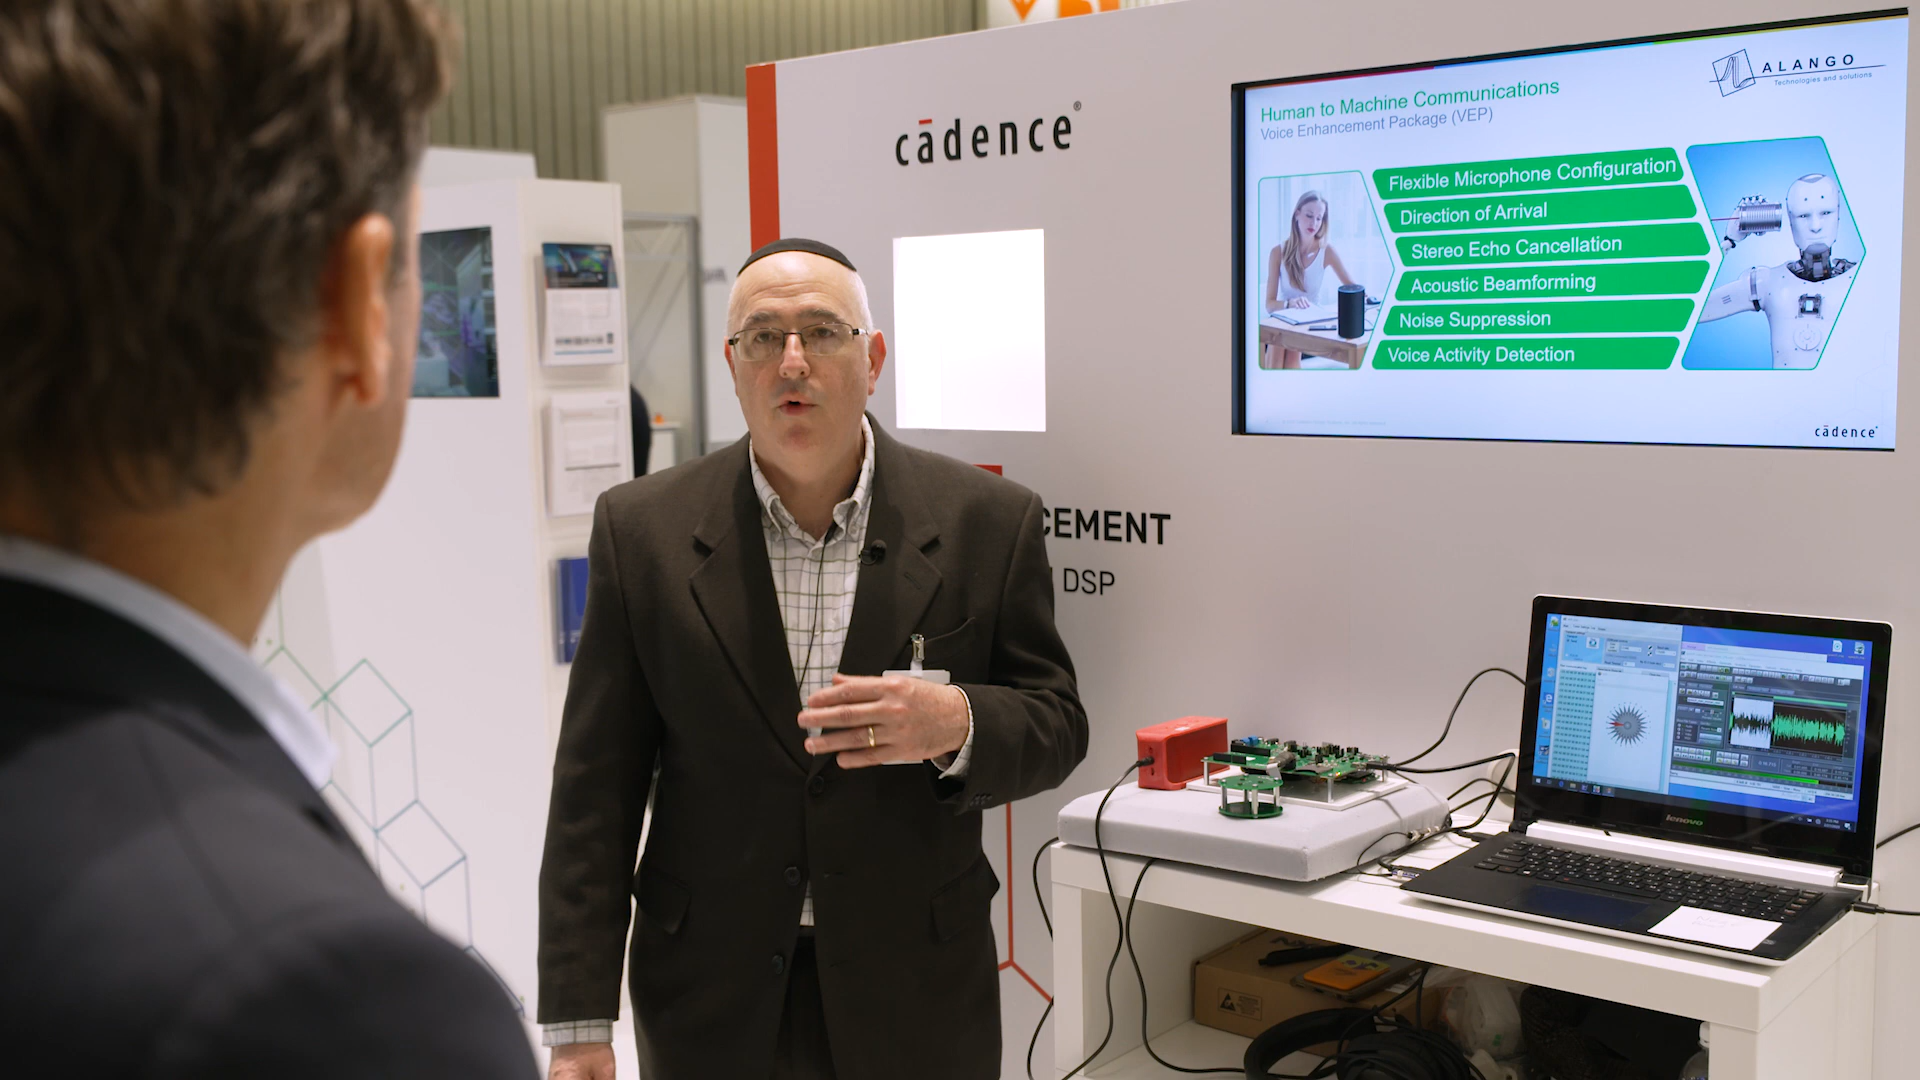 cādence®
ALANGO
Technologies and solutions
Human to Machine Communications
Voice Enhancement Package (VEP)
Flexible Microphone Configuration
Direction of Arrival
Stereo Echo Cancellation
Acoustic Beamforming
Noise Suppression
Voice Activity Detection
cādence®
CEMENT
DSP
lenovo